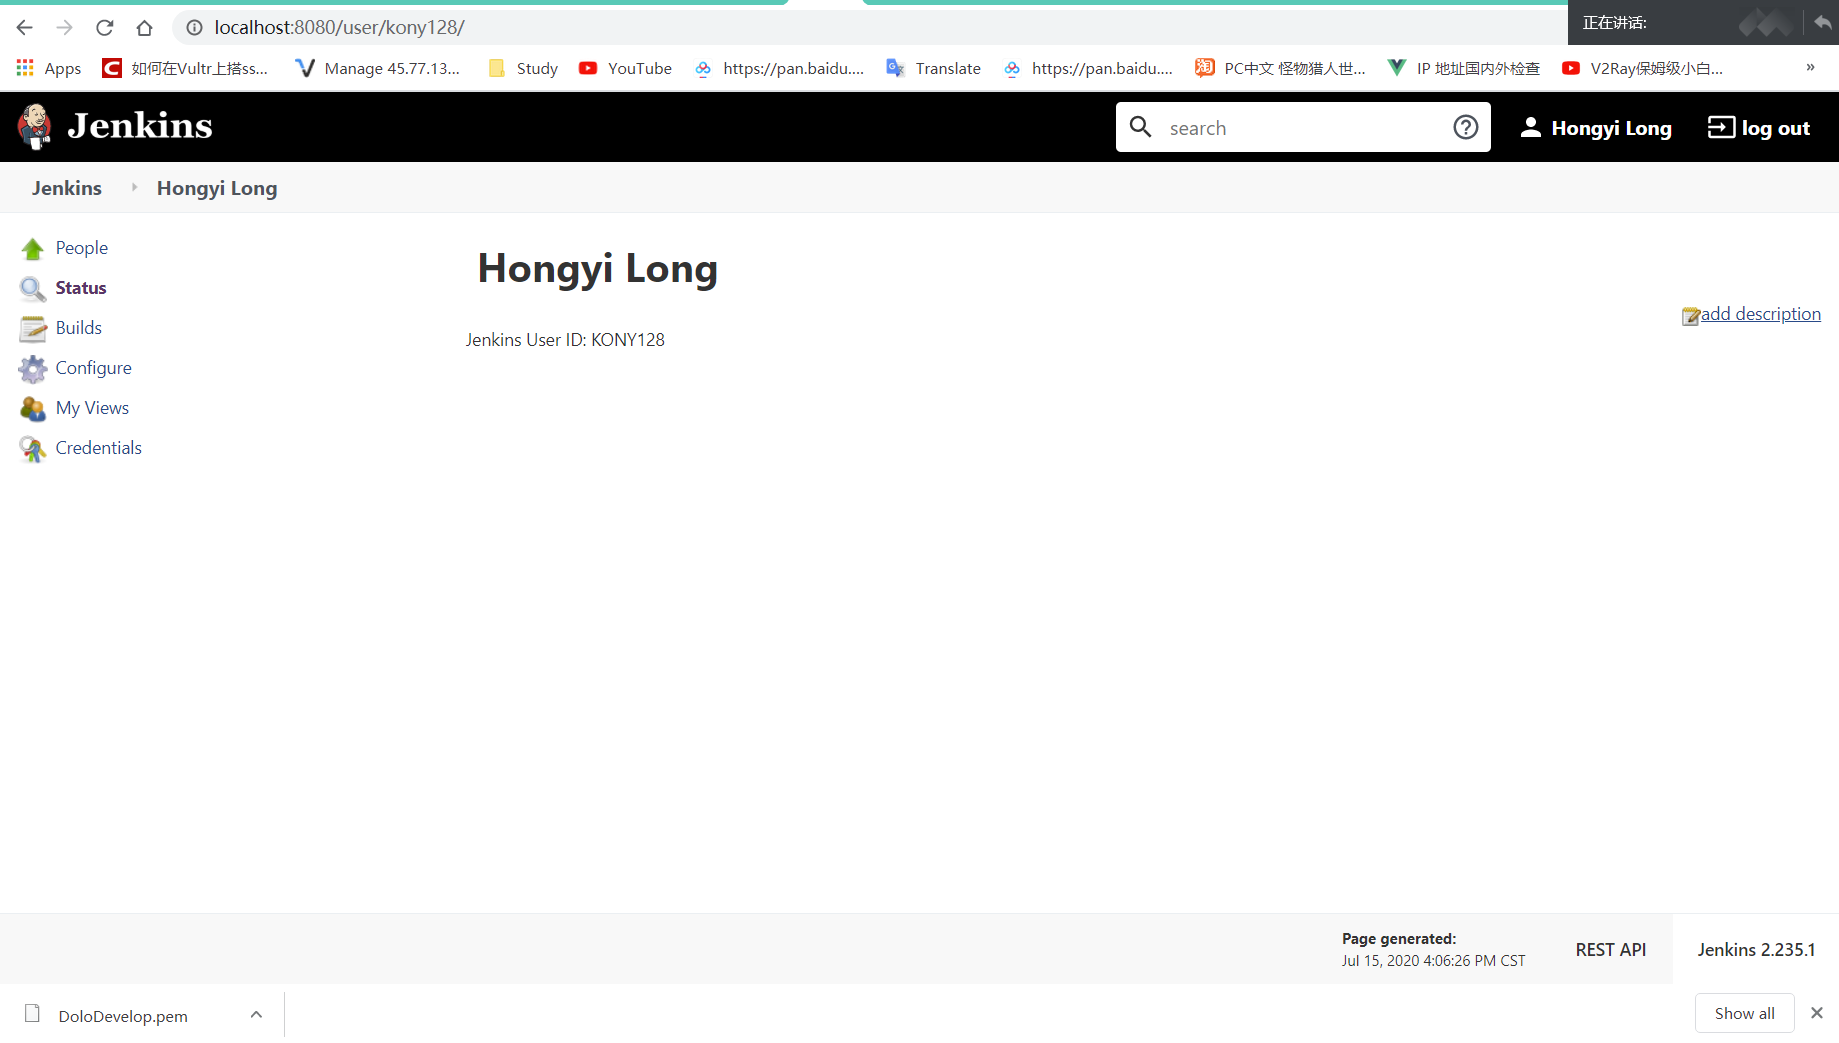 localhost:8080/user/kony128/
正在讲话:
Apps 如何在Vultr上搭ss... Manage 45.77.13... Study YouTube https://pan.baidu.... Translate https://pan.baidu.... PC中文 怪物猎人世... IP 地址国内外检查 V2Ray保姆级小白... »
Jenkins search Hongyi Long log out
Jenkins Hongyi Long
People
Status
Builds
Configure
My Views
Credentials
Hongyi Long
add description
Jenkins User ID: KONY128
Page generated:
Jul 15, 2020 4:06:26 PM CST
REST API
Jenkins 2.235.1
DoloDevelop.pem
Show all